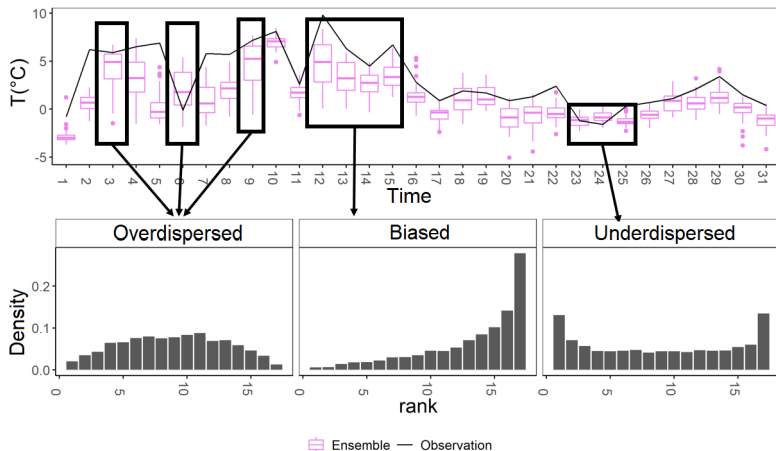 T(°C)
10
5
0
-5
1 2 3 4 5 6 7 8 9 10 11 12 13 14 15 16 17 18 19 20 21 22 23 24 25 26 27 28 29 30 31
Time
Overdispersed Biased Underdispersed
Density
0.2
0.1
0.0
0 5 10 15 0 5 10 15 0 5 10 15
rank
Ensemble Observation